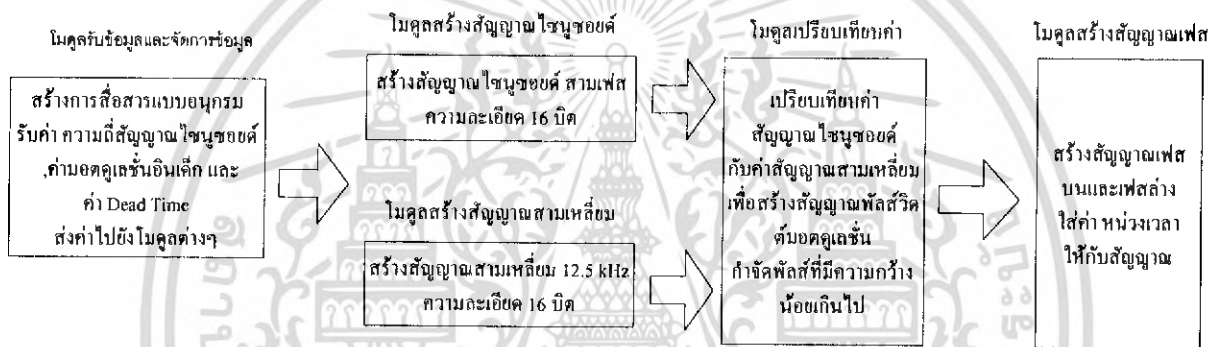 โมดูลรับข้อมูลและจัดการข้อมูล
สร้างการสื่อสารแบบอนุกรม
รับค่า ความถี่สัญญาณไซนูซอยด์
,ค่ามอดดูเลชั่นอินเด็ก และ
ค่า Dead Time
ส่งค่าไปยังโมดูลต่างๆ
โมดูลสร้างสัญญาณไซนูซอยด์
สร้างสัญญาณไซนูซอยด์ สามเฟส
ความละเอียด 16 บิต
โมดูลสร้างสัญญาณสามเหลี่ยม
สร้างสัญญาณสามเหลี่ยม 12.5 kHz
ความละเอียด 16 บิต
โมดูลเปรียบเทียบค่า
เปรียบเทียบค่า
สัญญาณไซนูซอยด์
กับค่าสัญญาณสามเหลี่ยม
เพื่อสร้างสัญญาณพัลส์วิด
ต์มอดดูเลชั่น
กำจัดพัลส์ที่มีความกว้าง
น้อยเกินไป
โมดูลสร้างสัญญาณเฟส
สร้างสัญญาณเฟส
บนและเฟสล่าง
ใส่ค่า หน่วงเวลา
ให้กับสัญญาณ